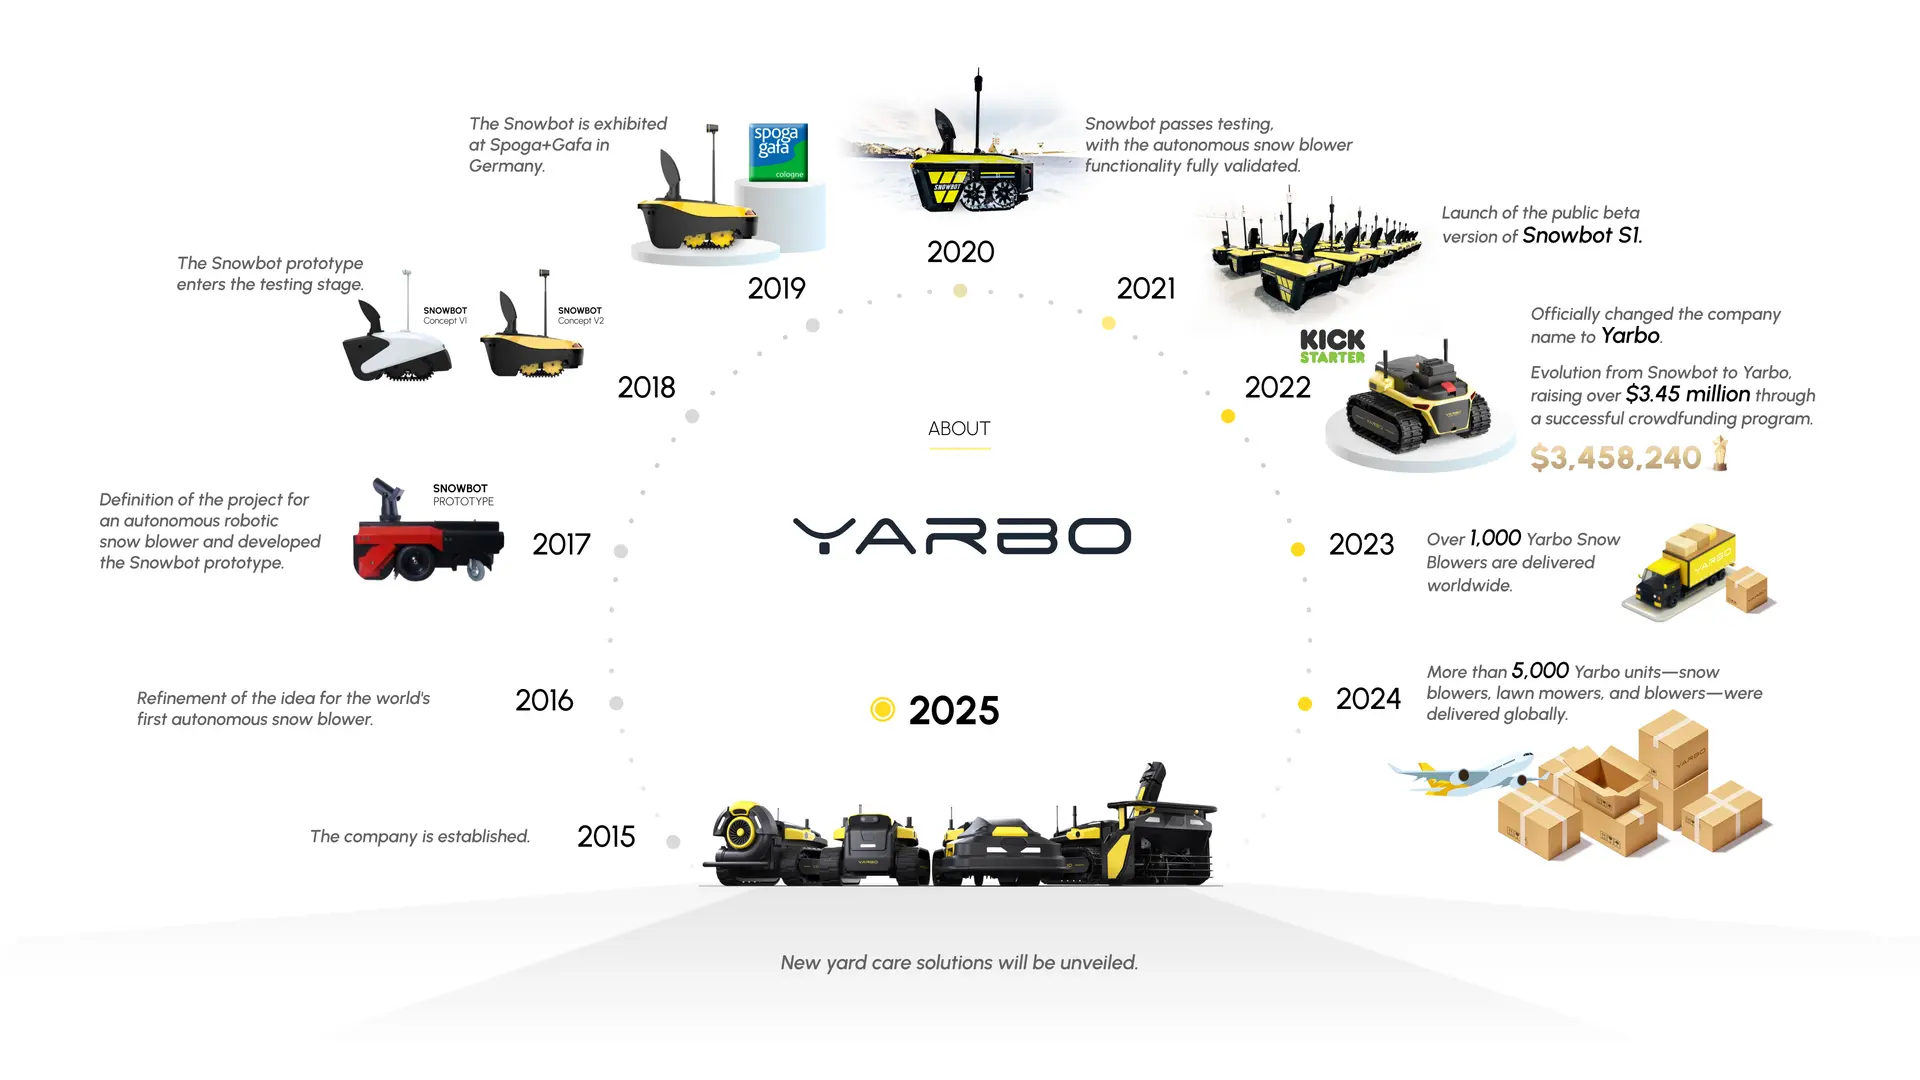 ABOUT
YARBO
2015
The company is established.
2016
Refinement of the idea for the world's
first autonomous snow blower.
2017
Definition of the project for
an autonomous robotic
snow blower and developed
the Snowbot prototype.
SNOWBOT
PROTOTYPE
2018
The Snowbot prototype
enters the testing stage.
SNOWBOT
Concept V1
SNOWBOT
Concept V2
2019
The Snowbot is exhibited
at Spoga+Gafa in
Germany.
spoga
gafa
cologne
2020
Snowbot passes testing,
with the autonomous snow blower
functionality fully validated.
SNOWBOT
2021
Launch of the public beta
version of Snowbot S1.
2022
KICK
STARTER
Officially changed the company
name to Yarbo.
Evolution from Snowbot to Yarbo,
raising over $3.45 million through
a successful crowdfunding program.
$3,458,240
YARBO
2023
Over 1,000 Yarbo Snow
Blowers are delivered
worldwide.
YARBO
2024
More than 5,000 Yarbo units—snow
blowers, lawn mowers, and blowers—were
delivered globally.
YARBO
2025
YARBO
New yard care solutions will be unveiled.